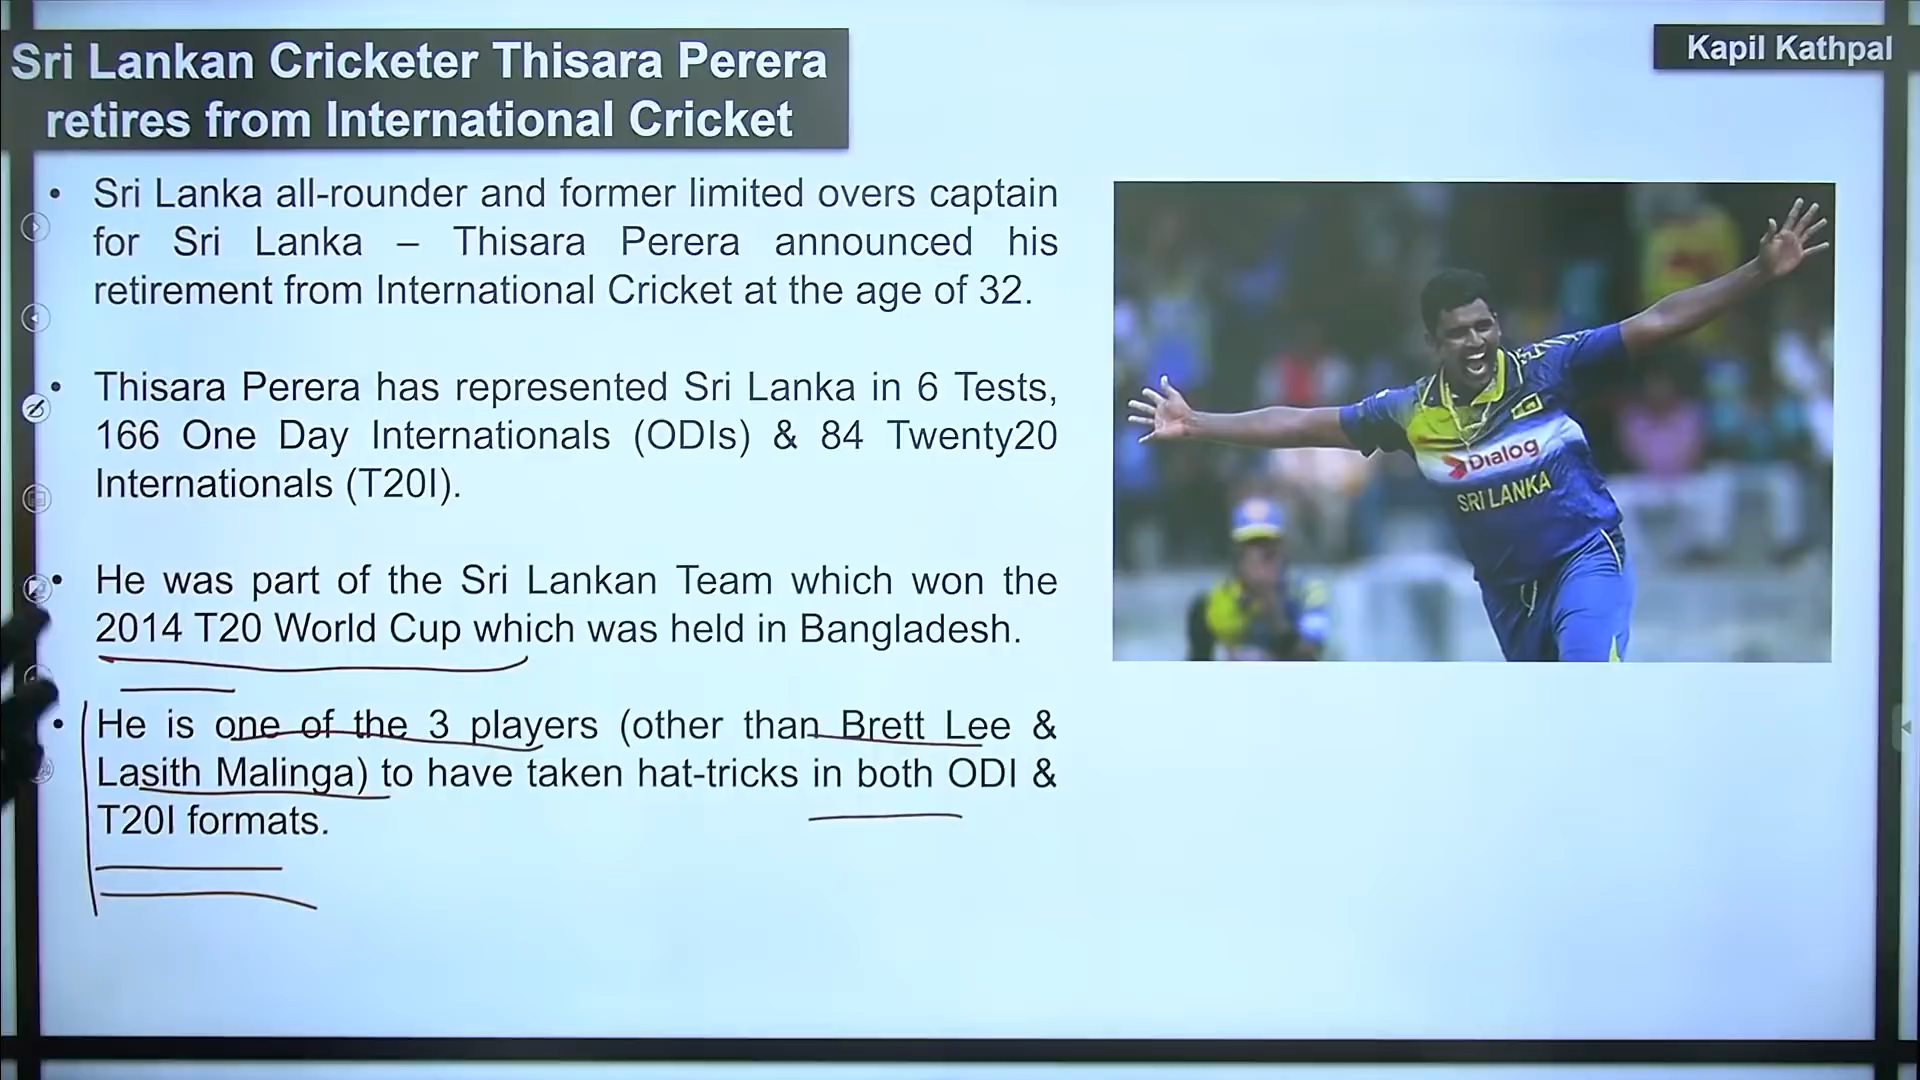 Sri Lankan Cricketer Thisara Perera
retires from International Cricket
Kapil Kathpal
• Sri Lanka all-rounder and former limited overs captain
for Sri Lanka – Thisara Perera announced his
retirement from International Cricket at the age of 32.
• Thisara Perera has represented Sri Lanka in 6 Tests,
166 One Day Internationals (ODIs) & 84 Twenty20
Internationals (T20I).
• He was part of the Sri Lankan Team which won the
2014 T20 World Cup which was held in Bangladesh.
• He is one of the 3 players (other than Brett Lee &
Lasith Malinga) to have taken hat-tricks in both ODI &
T20I formats.
Dialog
SRI LANKA